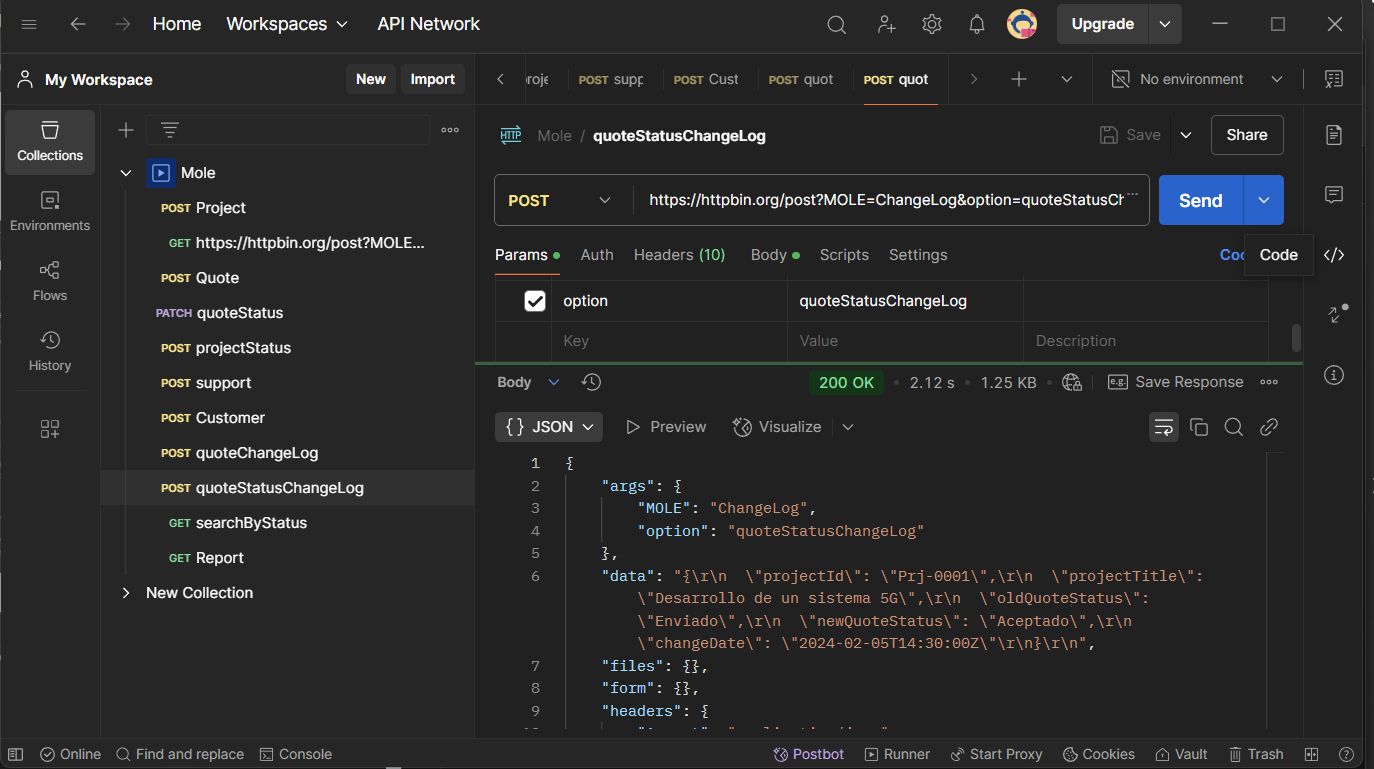 Home Workspaces API Network Upgrade
My Workspace New Import
POST supp POST Cust POST quot POST quot No environment
Collections
Environments
Flows
History
Mole
POST Project
GET https://httpbin.org/post?MOLE...
POST Quote
PATCH quoteStatus
POST projectStatus
POST support
POST Customer
POST quoteChangeLog
POST quoteStatusChangeLog
GET searchByStatus
GET Report
New Collection
HTTP Mole / quoteStatusChangeLog Save Share
POST https://httpbin.org/post?MOLE=ChangeLog&option=quoteStatusCh Send
Params Auth Headers (10) Body Scripts Settings Coo Code </>
option quoteStatusChangeLog
Key Value Description
Body 200 OK 2.12 s 1.25 KB e.g. Save Response
{} JSON Preview Visualize
1 {
2 "args": {
3 "MOLE": "ChangeLog",
4 "option": "quoteStatusChangeLog"
5 },
6 "data": "{\r\n  \"projectId\": \"Prj-0001\",\r\n  \"projectTitle\":
\"Desarrollo de un sistema 5G\",\r\n  \"oldQuoteStatus\":
\"Enviado\",\r\n  \"newQuoteStatus\": \"Aceptado\",\r\n
\"changeDate\": \"2024-02-05T14:30:00Z\"\r\n}\r\n",
7 "files": {},
8 "form": {},
9 "headers": {
Online Find and replace Console Postbot Runner Start Proxy Cookies Vault Trash